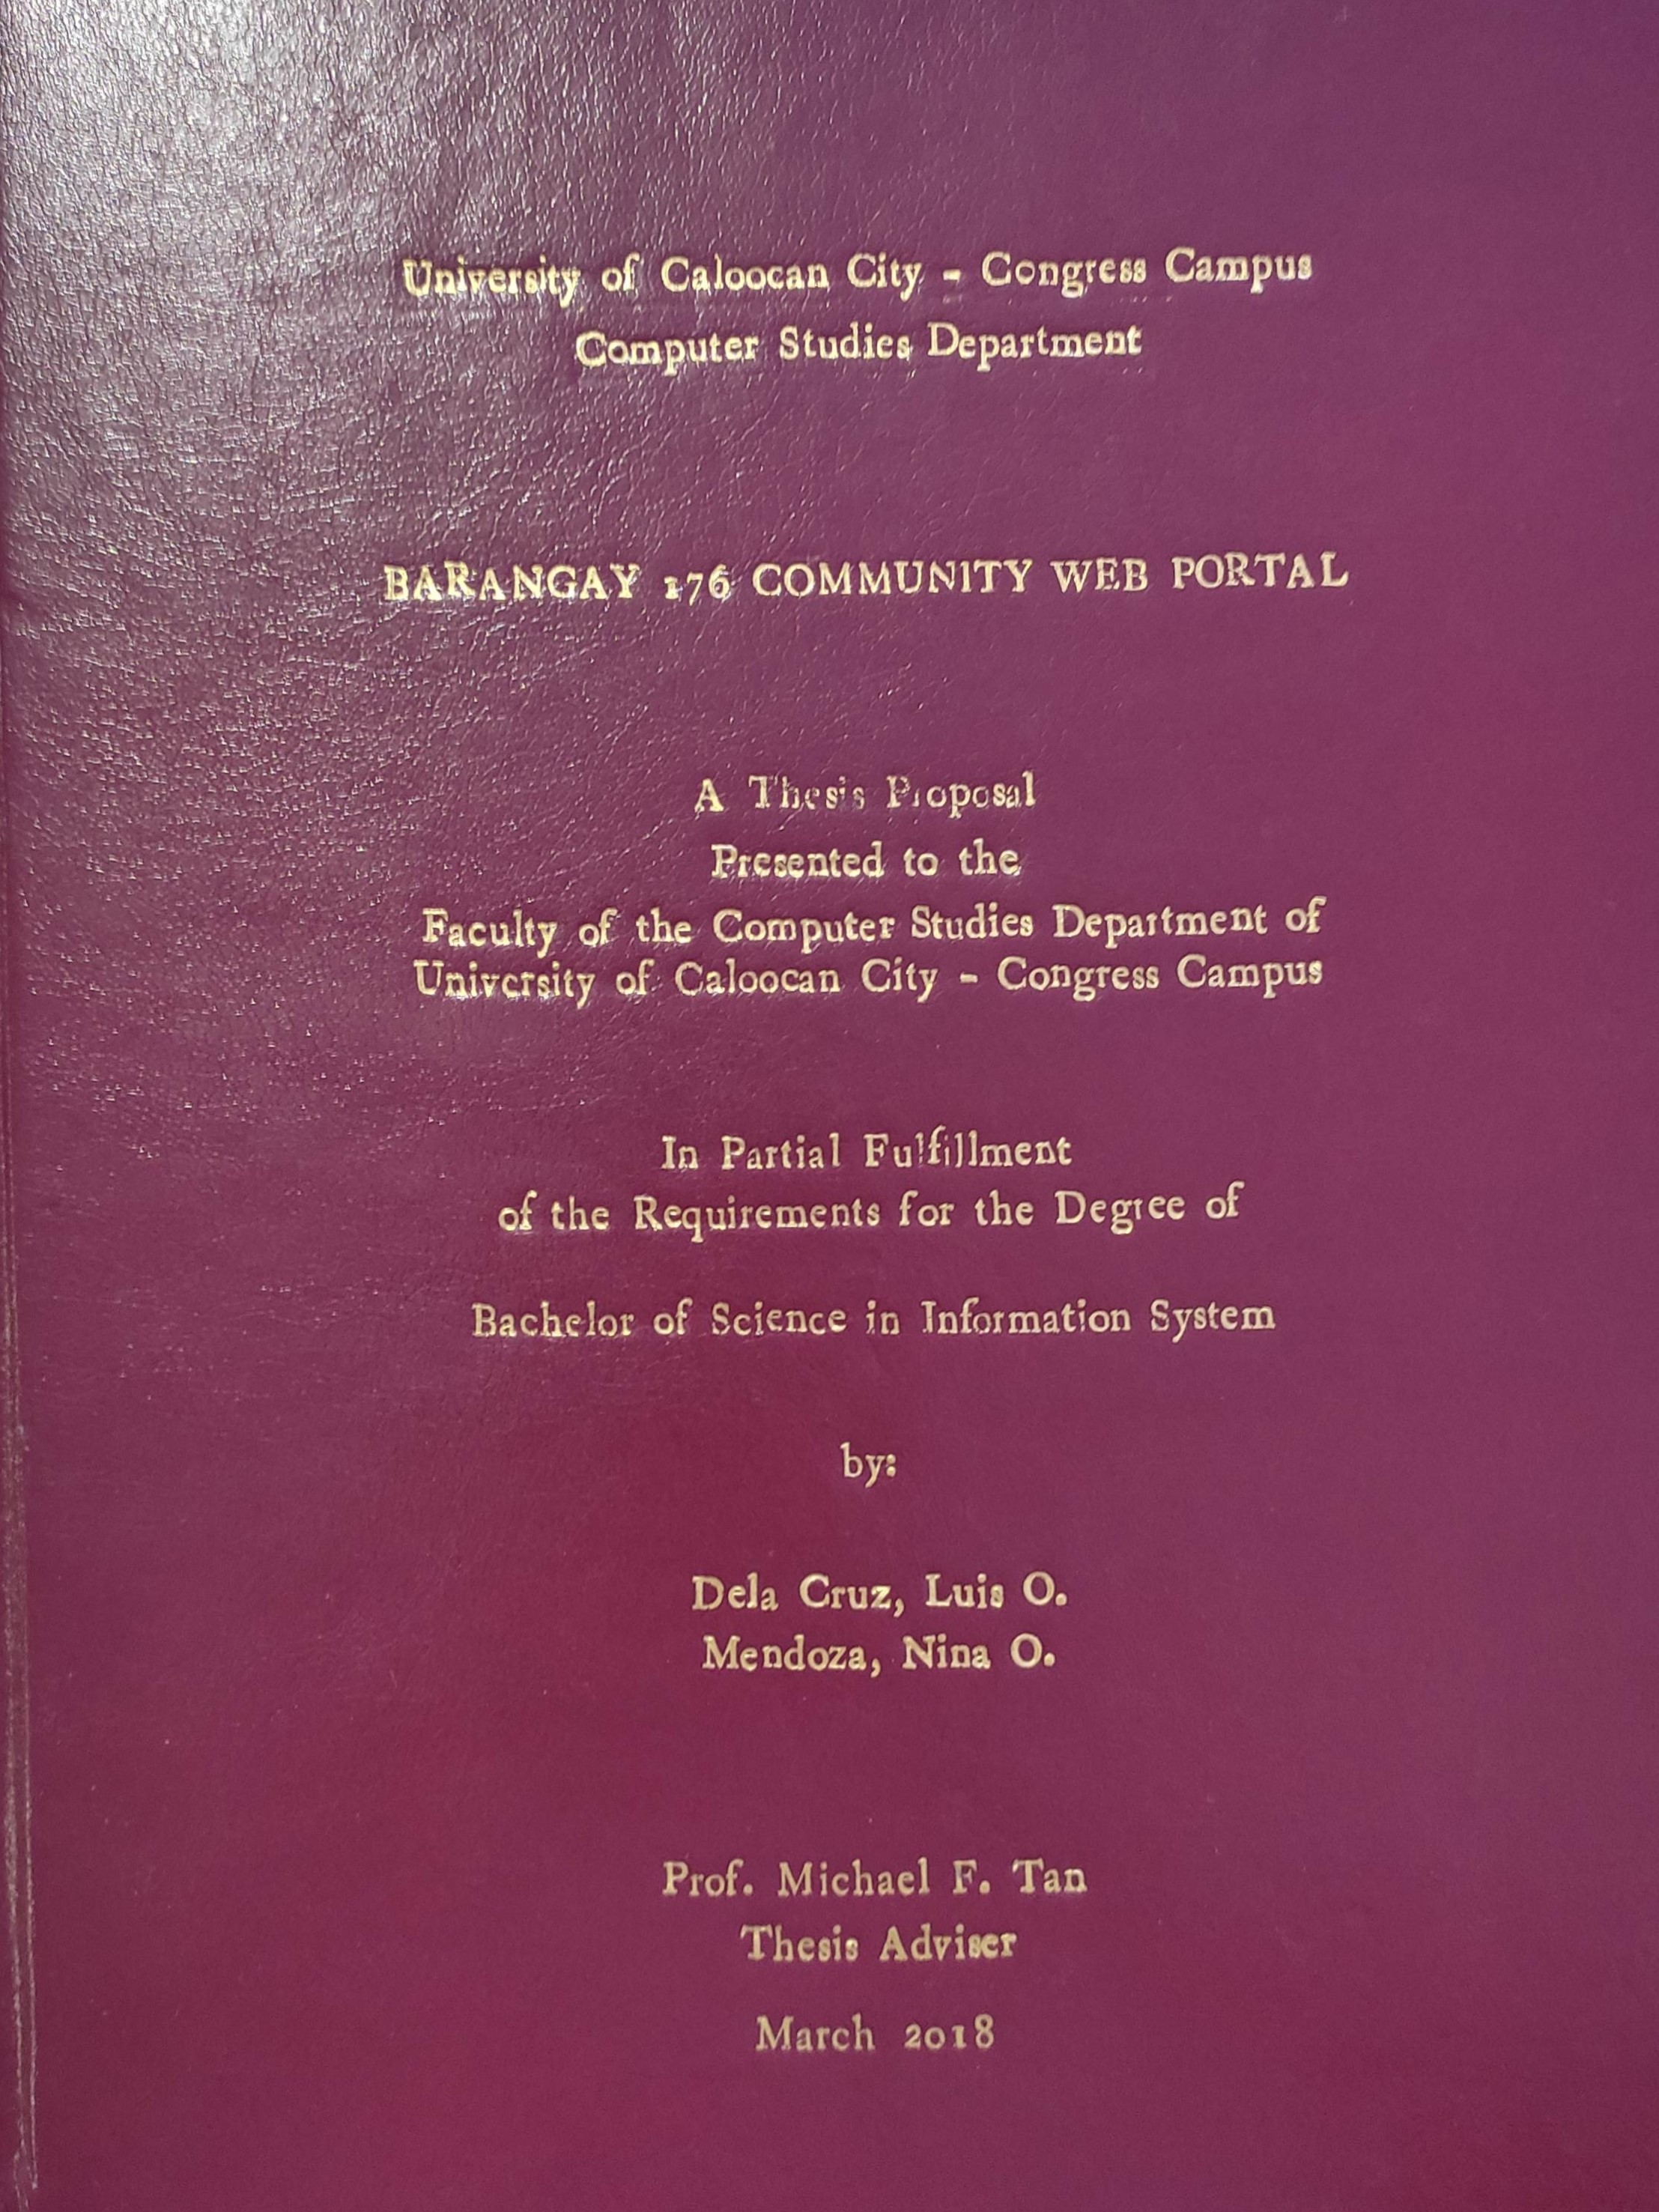 University of Caloocan City - Congress Campus
Computer Studies Department
BARANGAY 176 COMMUNITY WEB PORTAL
A Thesis Proposal
Presented to the
Faculty of the Computer Studies Department of
University of Caloocan City - Congress Campus
In Partial Fulfillment
of the Requirements for the Degree of
Bachelor of Science in Information System
by:
Dela Cruz, Luis O.
Mendoza, Nina O.
Prof. Michael F. Tan
Thesis Adviser
March 2018